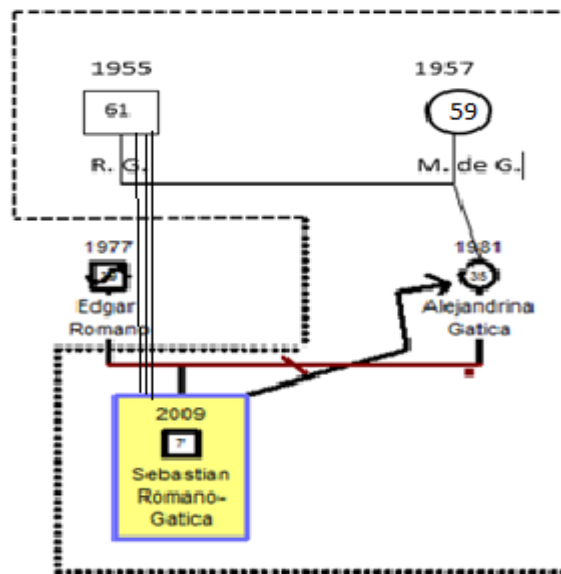 1955
1957
61
59
R. G.
M. de G.
1977
1981
35
Edgar
Romano
Alejandrina
Gatica
2009
7
Sebastian
Romano-
Gatica